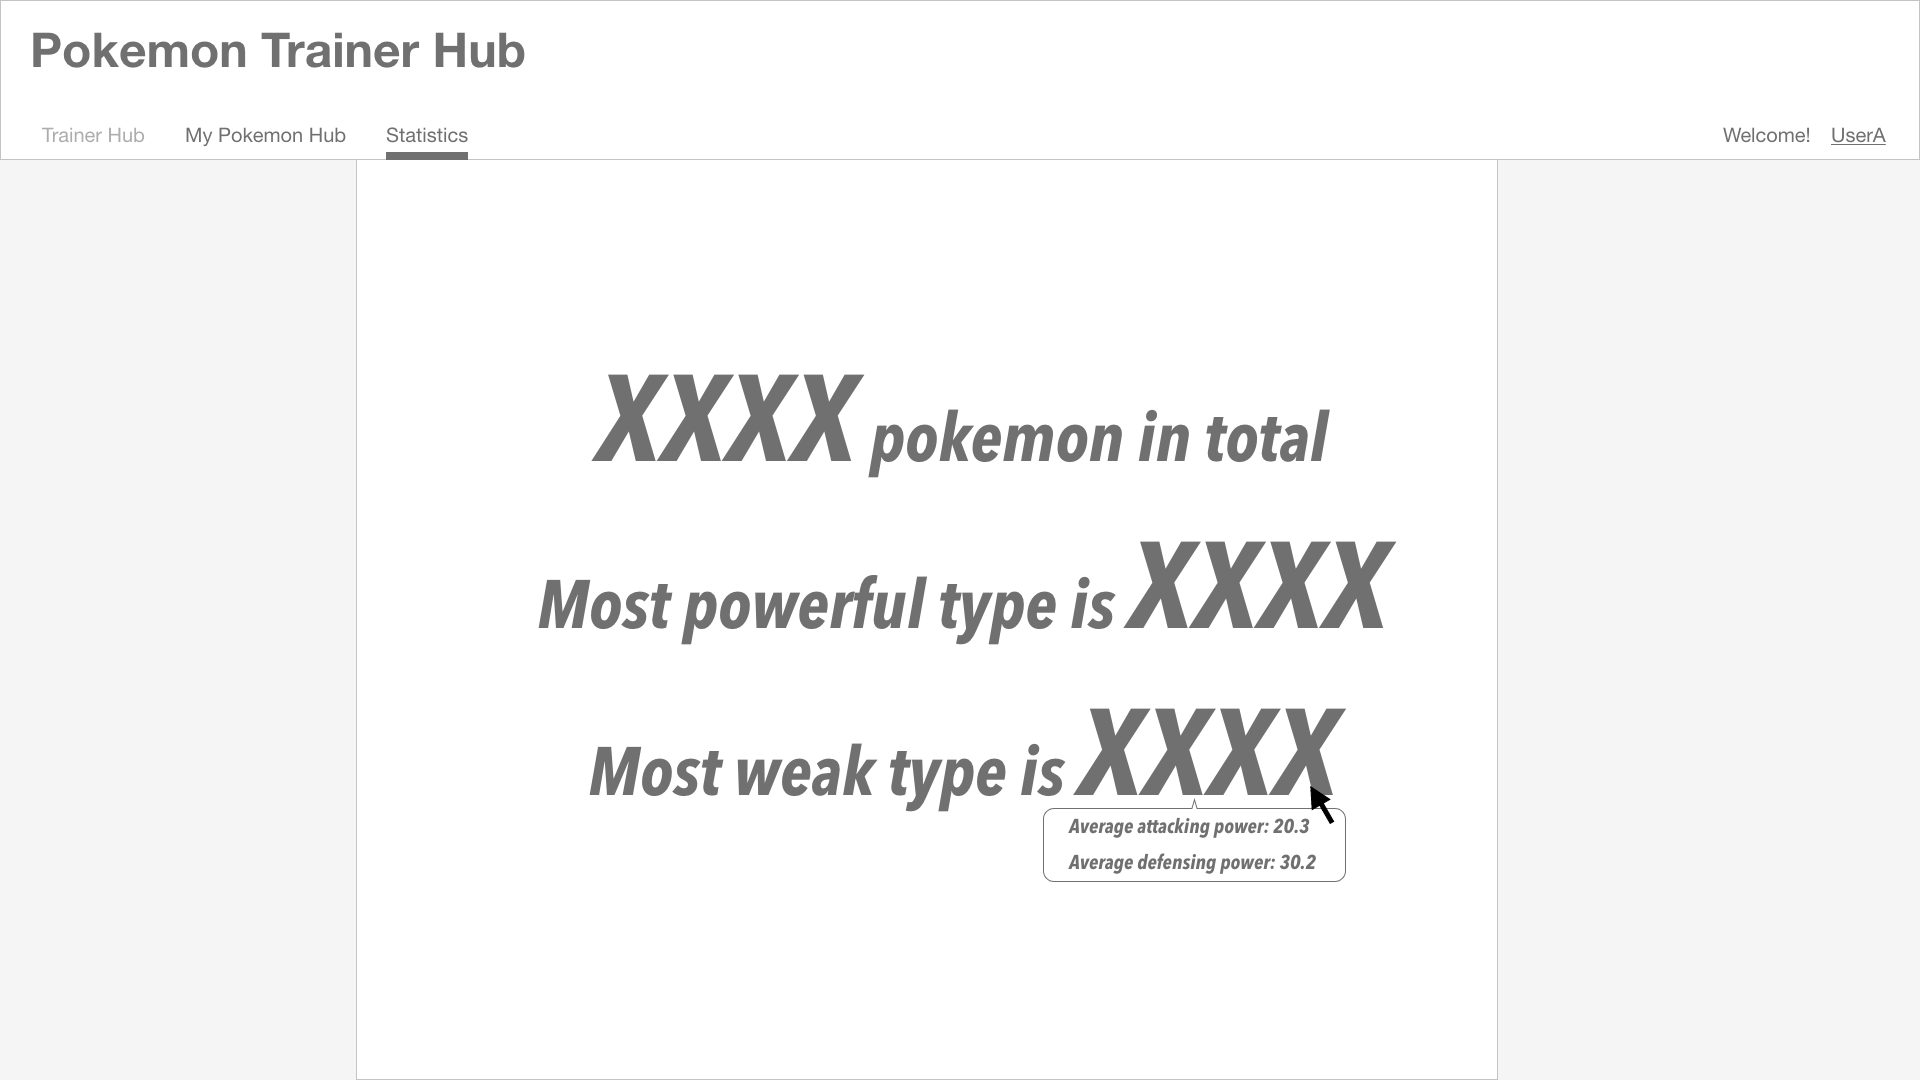 Pokemon Trainer Hub
Trainer Hub My Pokemon Hub Statistics Welcome! UserA
XXXX pokemon in total
Most powerful type is XXXX
Most weak type is XXXX
Average attacking power: 20.3
Average defensing power: 30.2